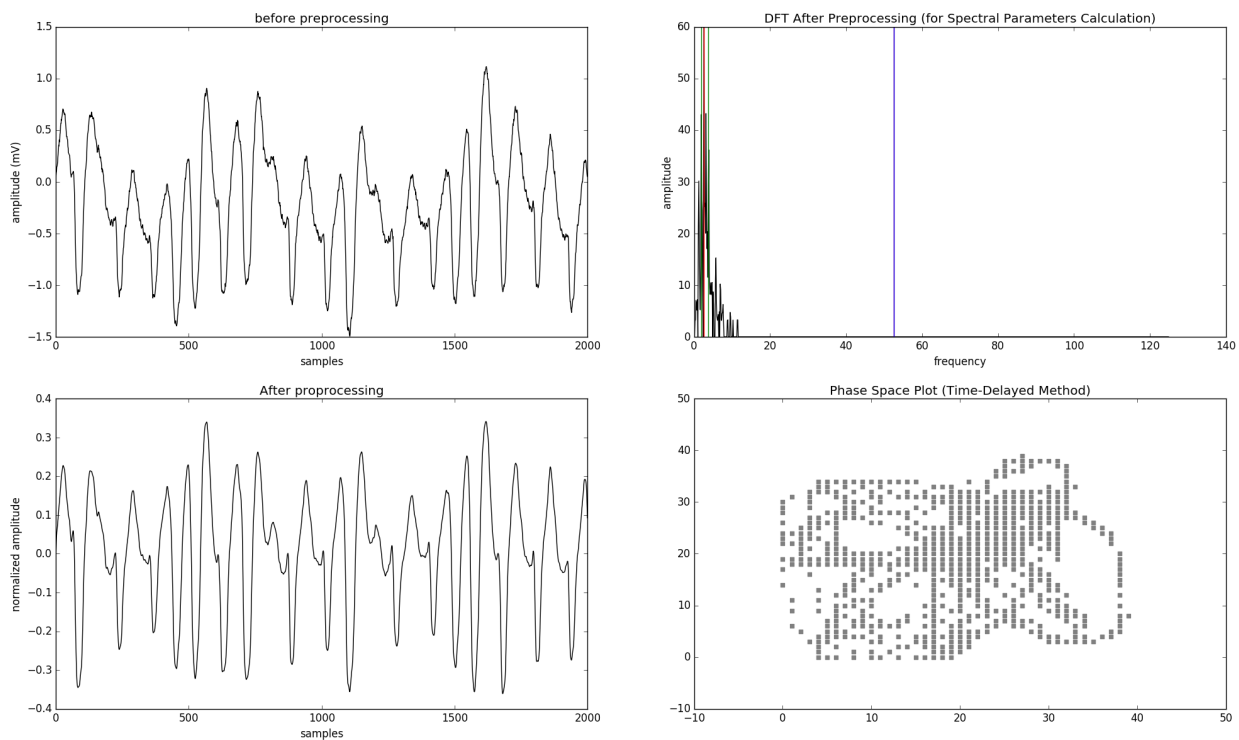 before preprocessing
1.5
1.0
0.5
0.0
−0.5
−1.0
−1.5
amplitude (mV)
0 500 1000 1500 2000
samples
DFT After Preprocessing (for Spectral Parameters Calculation)
60
50
40
30
20
10
0
amplitude
0 20 40 60 80 100 120 140
frequency
After proprocessing
0.4
0.3
0.2
0.1
0.0
−0.1
−0.2
−0.3
−0.4
normalized amplitude
0 500 1000 1500 2000
samples
Phase Space Plot (Time-Delayed Method)
50
40
30
20
10
0
−10
−10 0 10 20 30 40 50